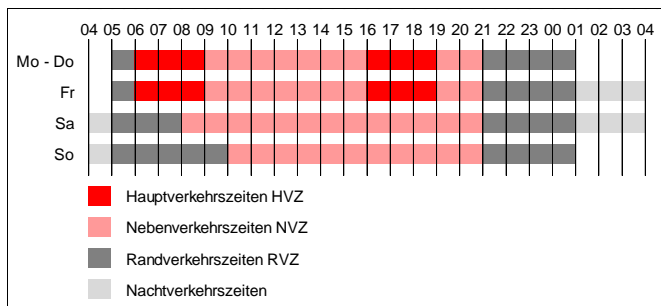 04 05 06 07 08 09 10 11 12 13 14 15 16 17 18 19 20 21 22 23 00 01 02 03 04
Mo - Do
Fr
Sa
So
Hauptverkehrszeiten HVZ
Nebenverkehrszeiten NVZ
Randverkehrszeiten RVZ
Nachtverkehrszeiten